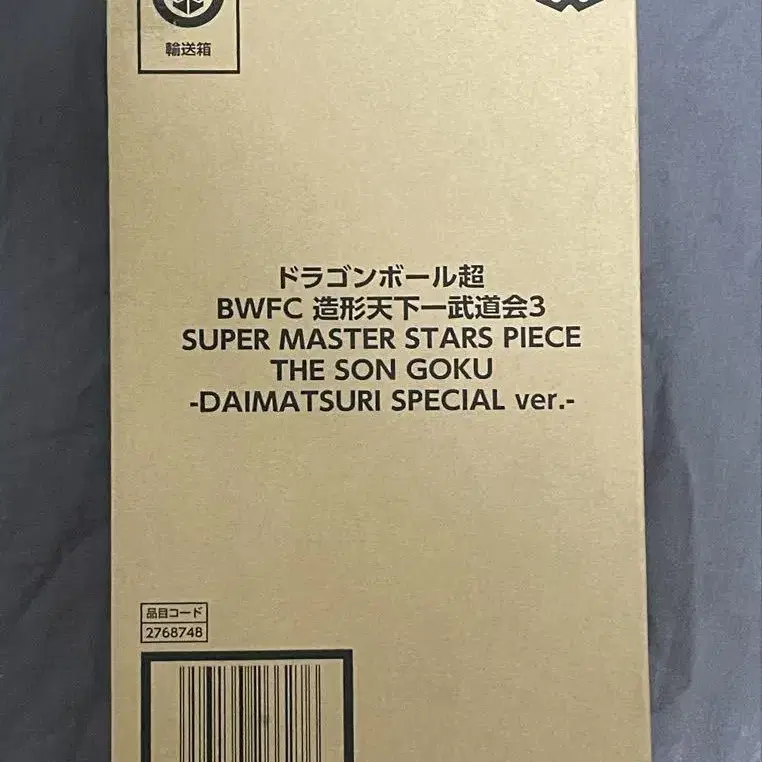 輸送箱
ドラゴンボール超
BWFC 造形天下一武道会3
SUPER MASTER STARS PIECE
THE SON GOKU
-DAIMATSURI SPECIAL ver.-
品目コード
2768748